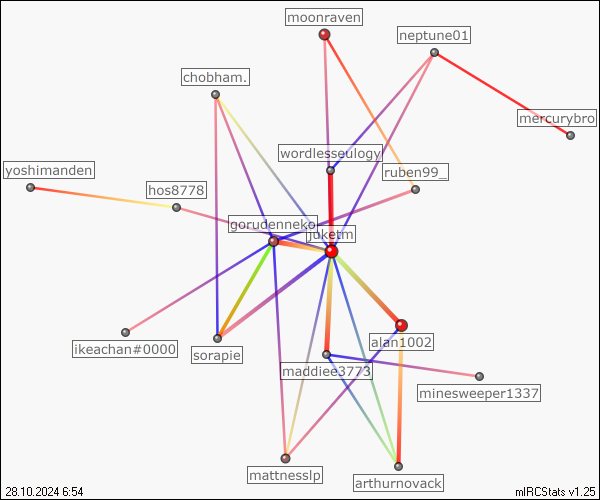 moonraven
neptune01
chobham.
mercurybro
wordlesseulogy
yoshimanden
ruben99_
hos8778
gorudenneko
jukeim
ikeachan#0000
sorapie
alan1002
maddiee3773
minesweeper1337
mattnesslp
arthurnovack
28.10.2024 6:54
mIRCStats v1.25